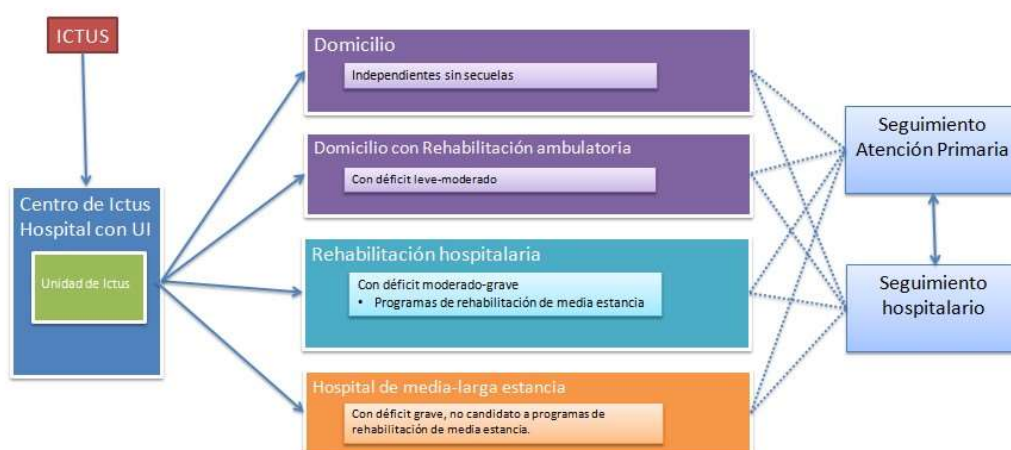 ICTUS
Centro de Ictus
Hospital con UI
Unidad de Ictus
Domicilio
Independientes sin secuelas
Domicilio con Rehabilitación ambulatoria
Con déficit leve-moderado
Rehabilitación hospitalaria
Con déficit moderado-grave
• Programas de rehabilitación de media estancia
Hospital de media-larga estancia
Con déficit grave, no candidato a programas de
rehabilitación de media estancia.
Seguimiento
Atención Primaria
Seguimiento
hospitalario